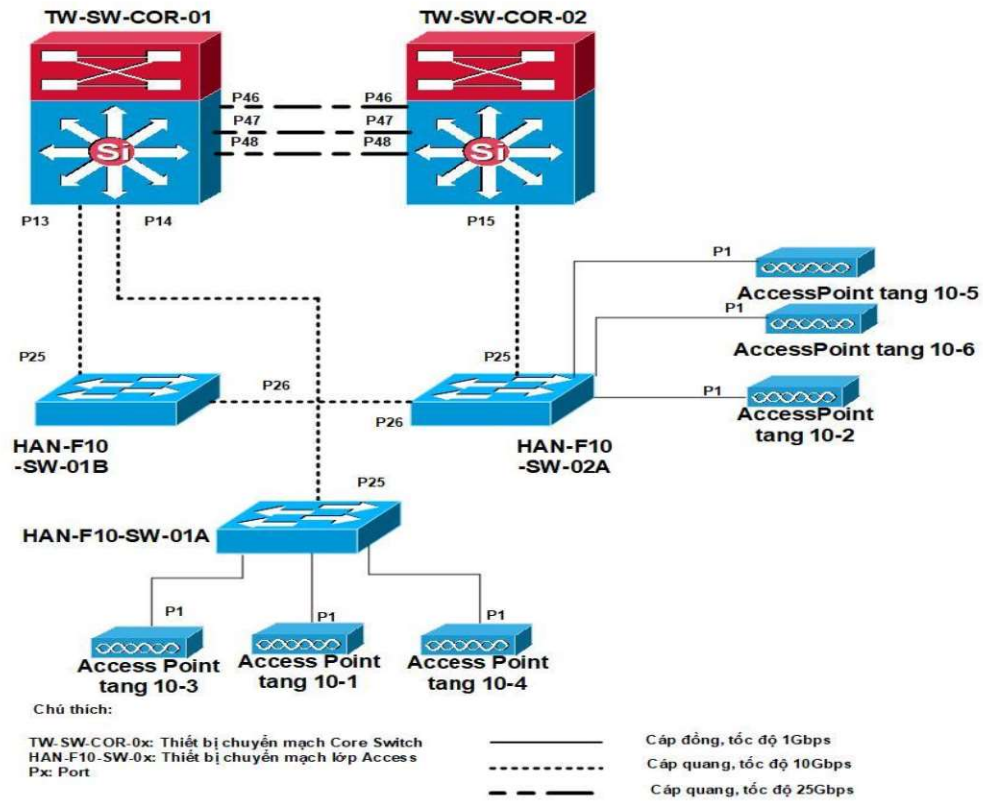 TW-SW-COR-01
TW-SW-COR-02
P46
P46
P47
P47
P48
P48
Si
Si
P13
P14
P15
P1
AccessPoint tang 10-5
P1
AccessPoint tang 10-6
P25
P26
P25
P1
P26
AccessPoint
tang 10-2
HAN-F10
-SW-01B
HAN-F10
-SW-02A
P25
HAN-F10-SW-01A
P1
P1
P1
Access Point
tang 10-3
Access Point
tang 10-1
Access Point
tang 10-4
Chú thích:
TW-SW-COR-0x: Thiết bị chuyển mạch Core Switch
HAN-F10-SW-0x: Thiết bị chuyển mạch lớp Access
Px: Port
Cáp đồng, tốc độ 1Gbps
Cáp quang, tốc độ 10Gbps
Cáp quang, tốc độ 25Gbps